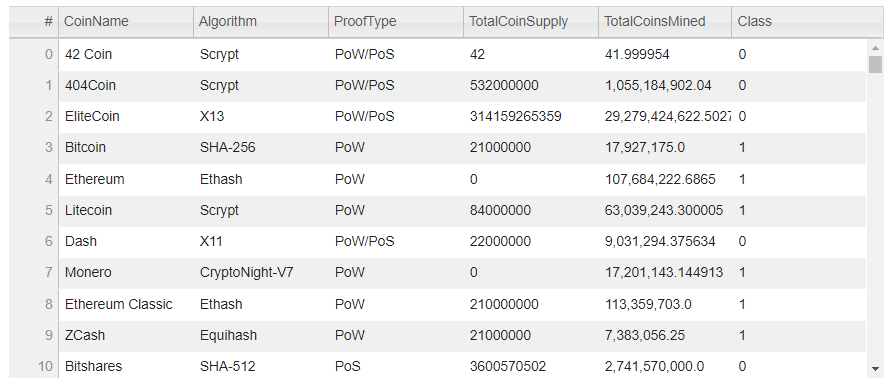 # CoinName Algorithm ProofType TotalCoinSupply TotalCoinsMined Class
0 42 Coin Scrypt PoW/PoS 42 41.999954 0
1 404Coin Scrypt PoW/PoS 532000000 1,055,184,902.04 0
2 EliteCoin X13 PoW/PoS 314159265359 29,279,424,622.5027 0
3 Bitcoin SHA-256 PoW 21000000 17,927,175.0 1
4 Ethereum Ethash PoW 0 107,684,222.6865 1
5 Litecoin Scrypt PoW 84000000 63,039,243.300005 1
6 Dash X11 PoW/PoS 22000000 9,031,294.375634 0
7 Monero CryptoNight-V7 PoW 0 17,201,143.144913 1
8 Ethereum Classic Ethash PoW 210000000 113,359,703.0 1
9 ZCash Equihash PoW 21000000 7,383,056.25 1
10 Bitshares SHA-512 PoS 3600570502 2,741,570,000.0 0